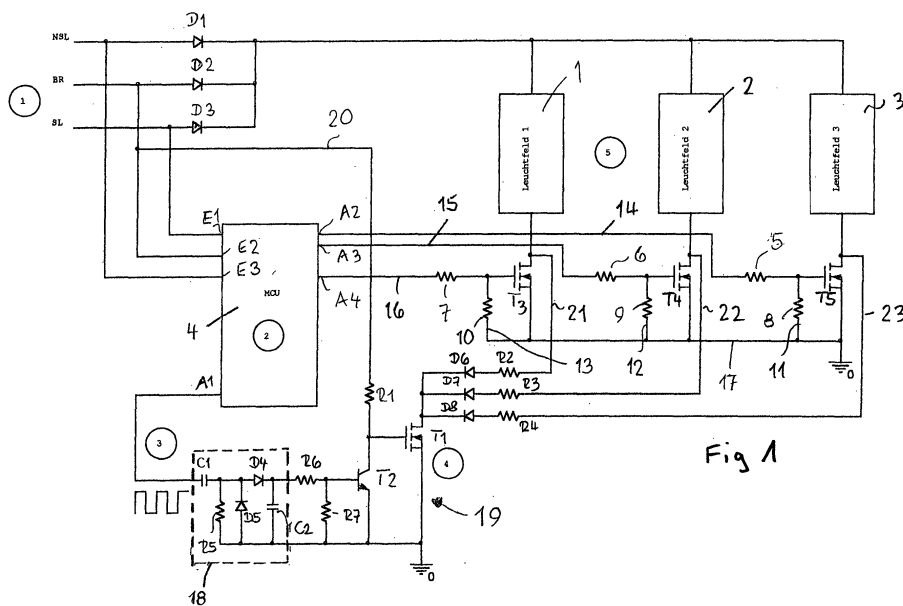 D1
NSL
D2
BR
1
D3
SL
20
1
2
3
Leuchtfeld 1
5
Leuchtfeld 2
Leuchtfeld 3
E1
A2
15
14
E2
A3
E3
MCU
A4
4
2
16
7
6
5
T3
T4
T5
10
21
9
22
8
23
13
12
11
17
0
A1
R1
D6
R2
D7
R3
D8
R4
3
T1
4
Fig 1
C1
D4
R6
T2
19
R5
D5
C2
R7
18
0